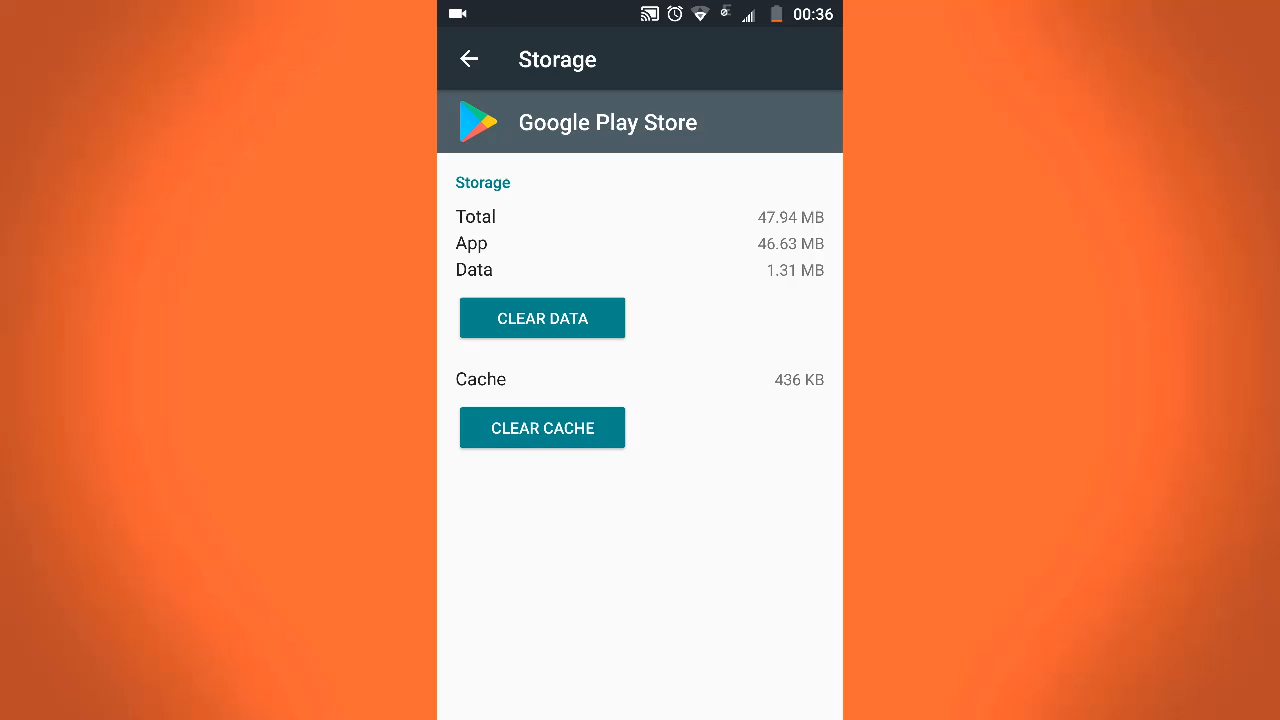 00:36
Storage
Google Play Store
Storage
Total 47.94 MB
App 46.63 MB
Data 1.31 MB
CLEAR DATA
Cache 436 KB
CLEAR CACHE